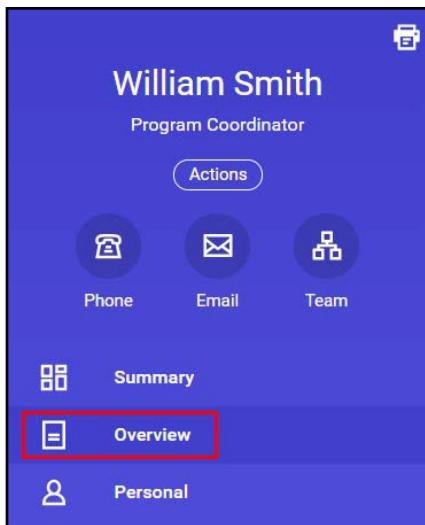 William Smith
Program Coordinator
Actions
Phone Email Team
Summary
Overview
Personal